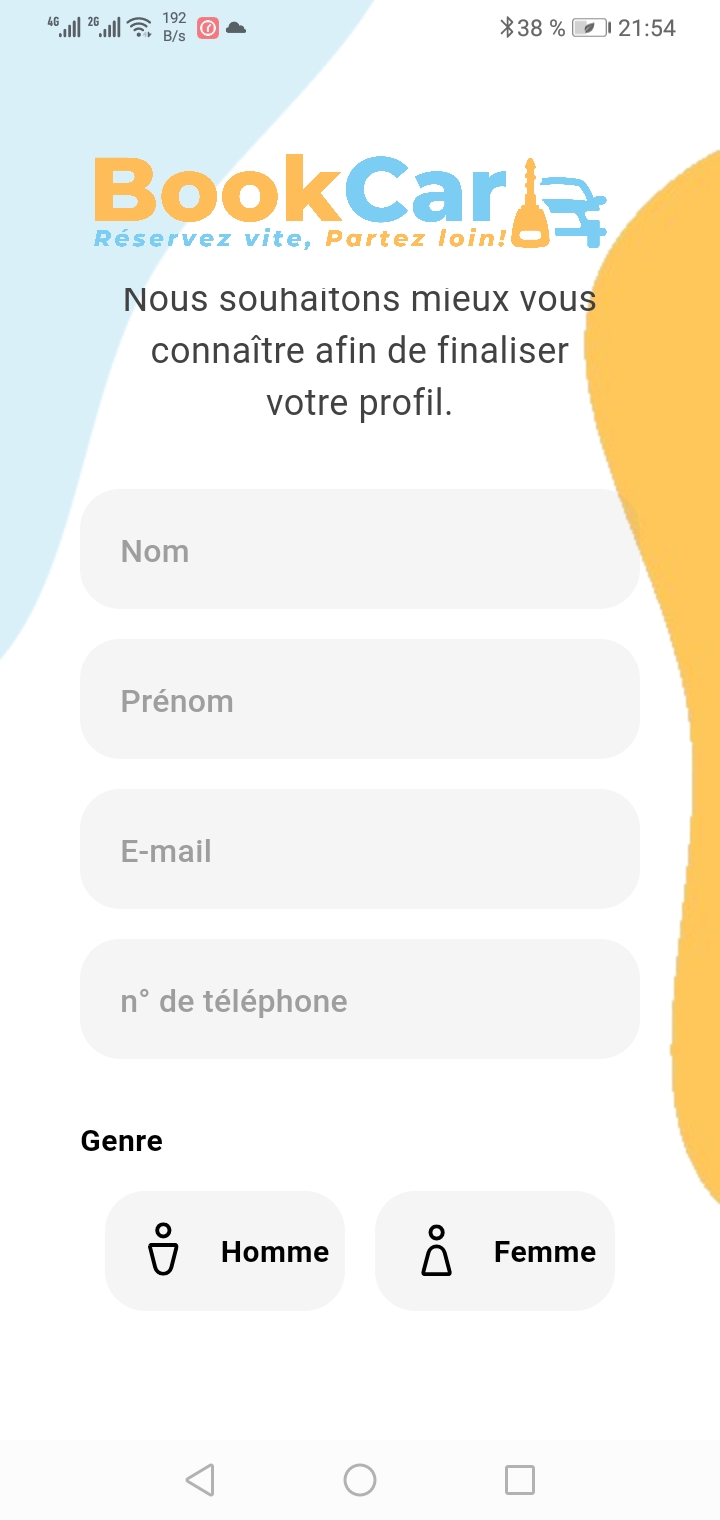 4G 2G 192 B/s 38 % 21:54
BookCar
Réservez vite, Partez loin!
Nous souhaitons mieux vous
connaître afin de finaliser
votre profil.
Nom
Prénom
E-mail
n° de téléphone
Genre
Homme Femme